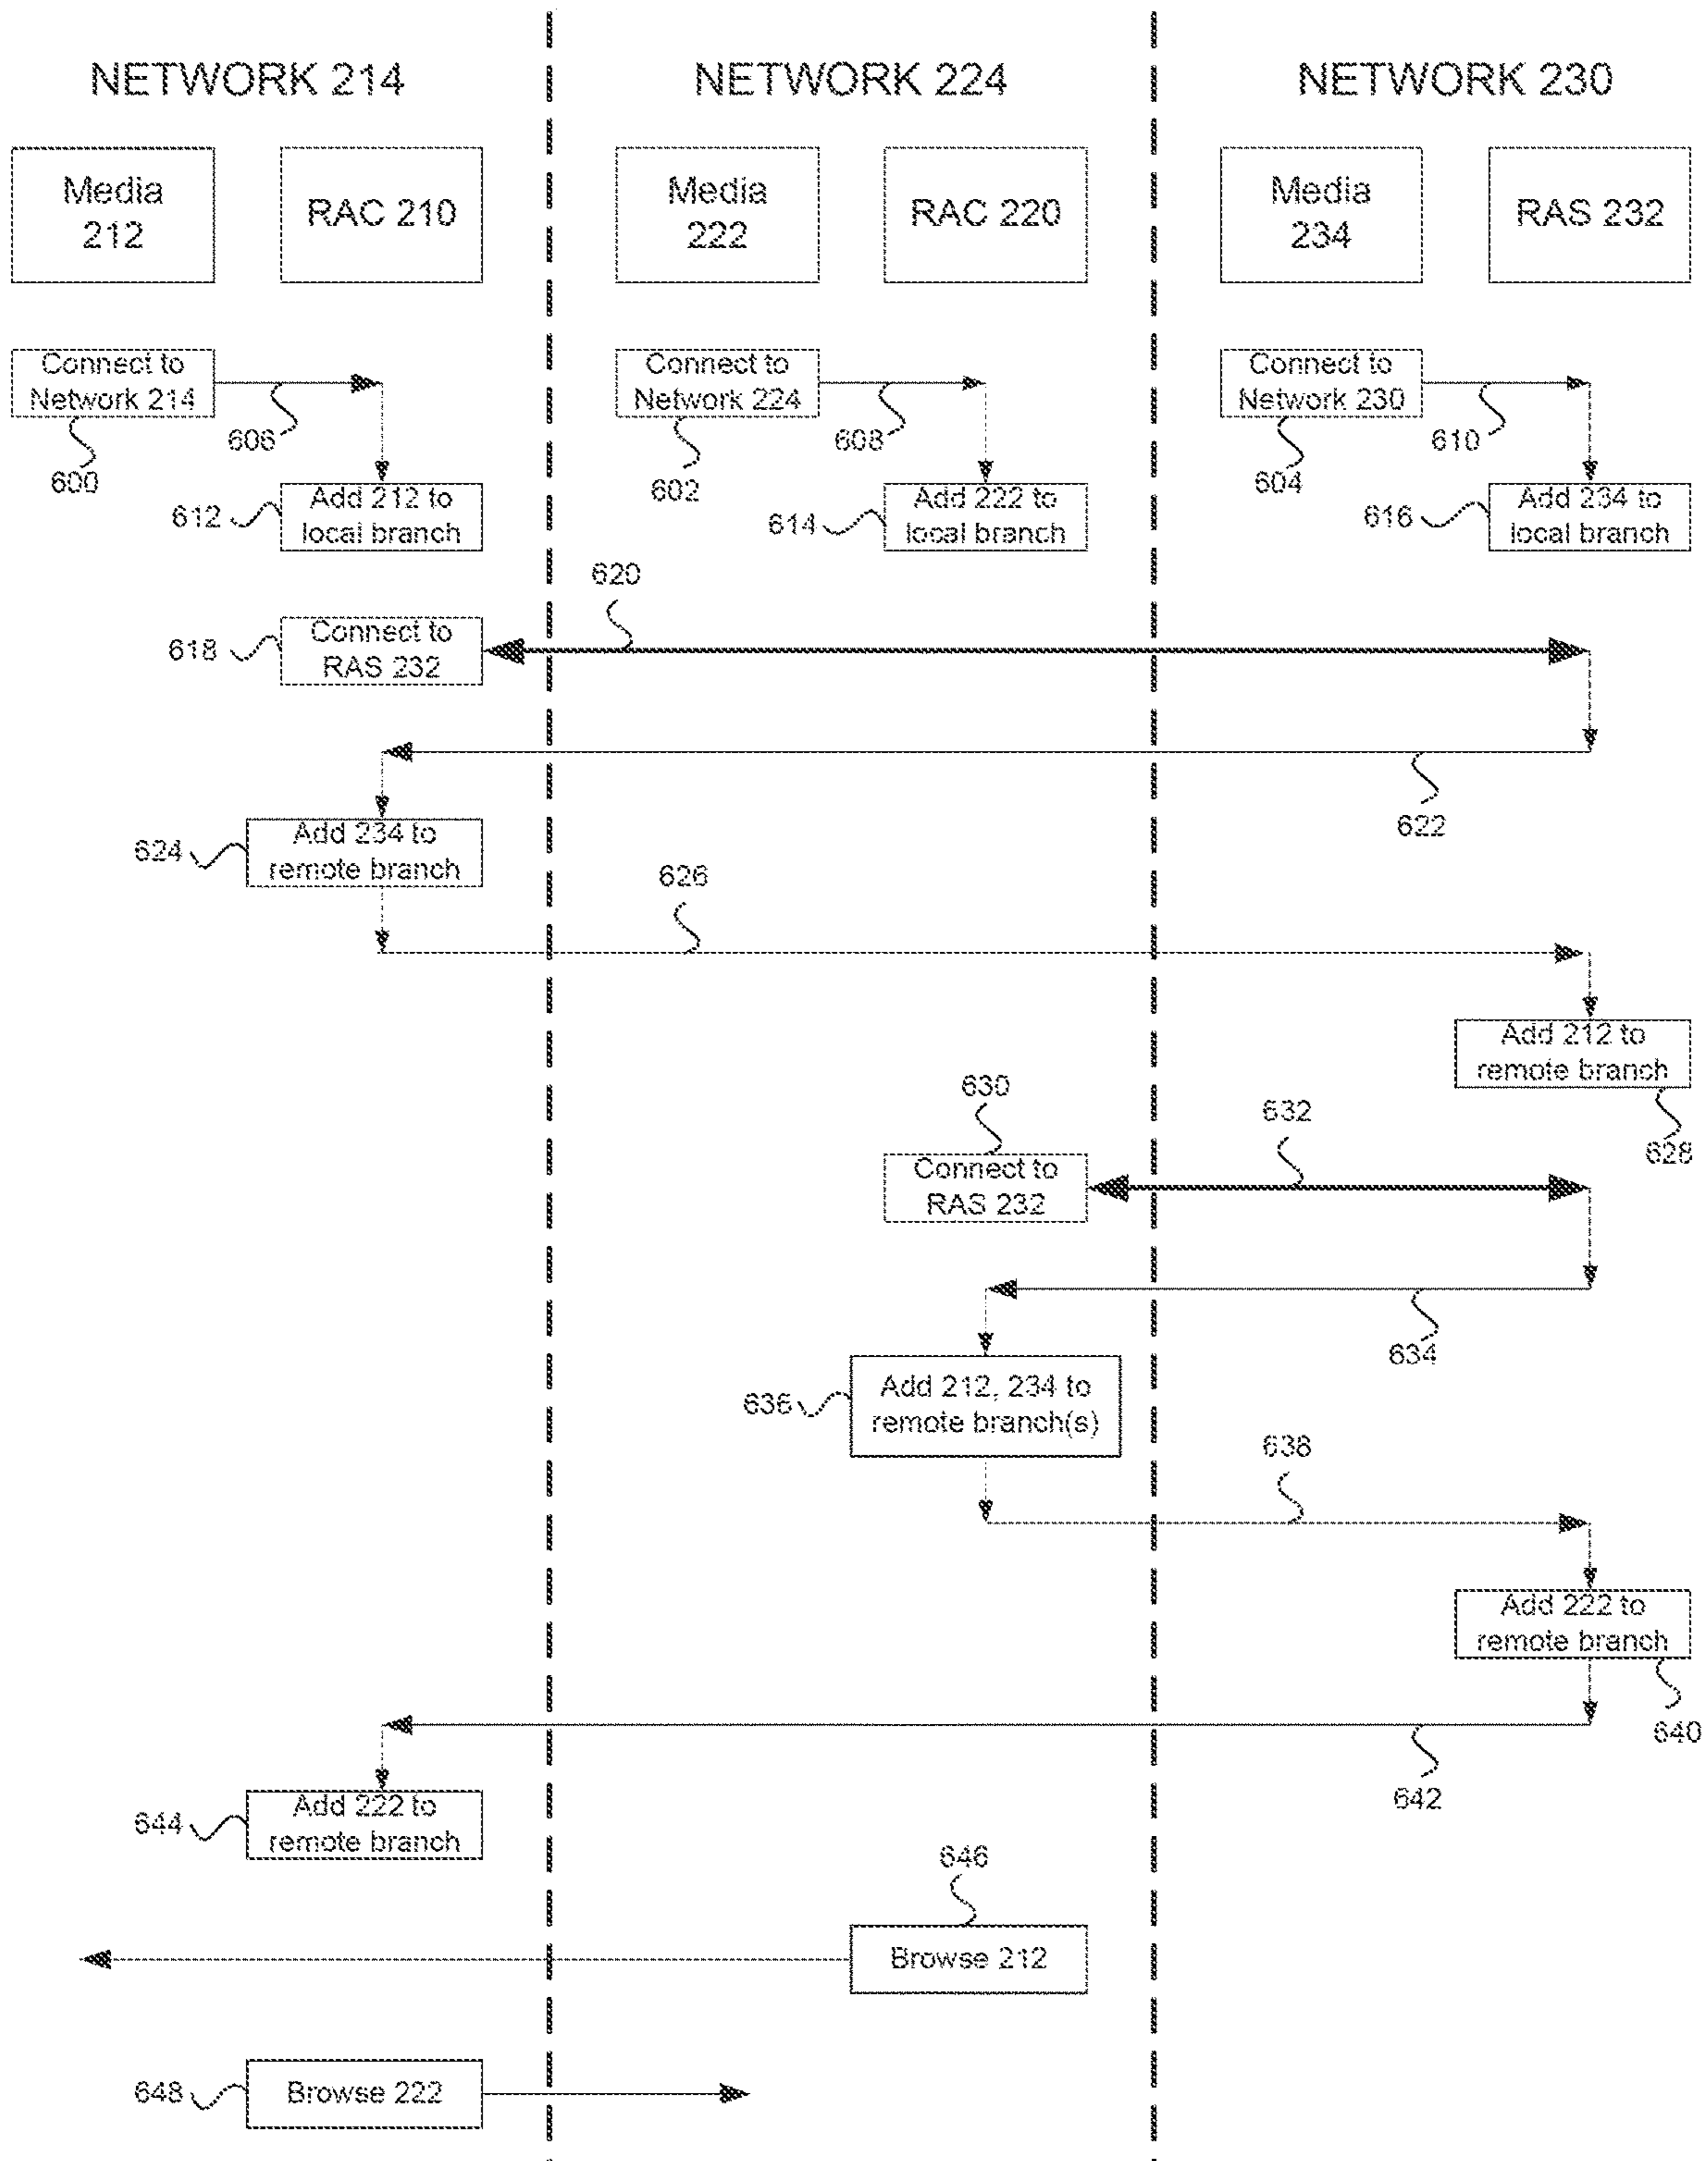 NETWORK 214
NETWORK 224
NETWORK 230
Media
212
RAC 210
Media
222
RAC 220
Media
234
RAS 232
Connect to
Network 214
606
600
Connect to
Network 224
608
602
Connect to
Network 230
610
604
612
Add 212 to
local branch
614
Add 222 to
local branch
616
Add 234 to
local branch
620
618
Connect to
RAS 232
622
624
Add 234 to
remote branch
626
Add 212 to
remote branch
628
630
632
Connect to
RAS 232
634
636
Add 212, 234 to
remote branch(s)
638
Add 222 to
remote branch
640
642
644
Add 222 to
remote branch
646
Browse 212
648
Browse 222